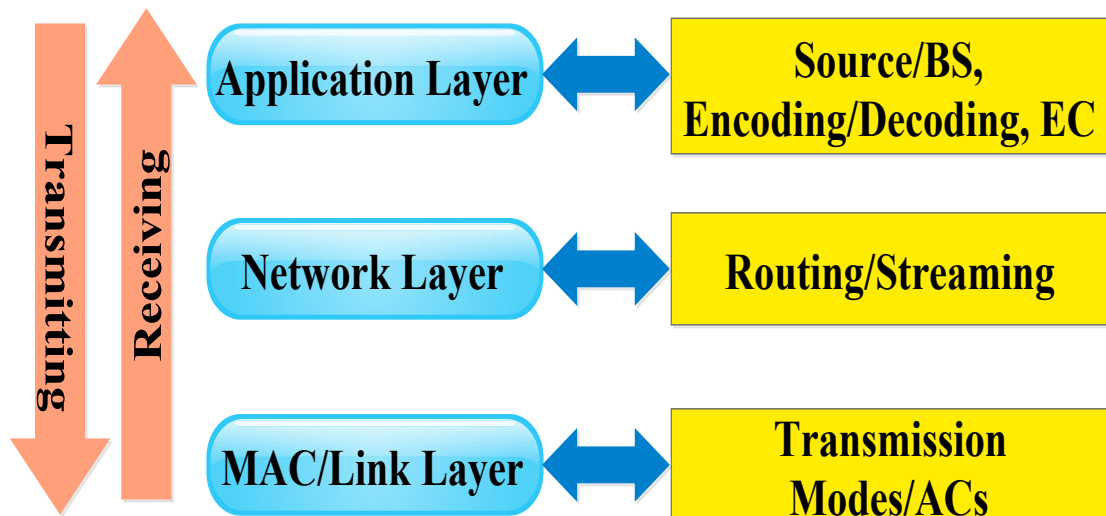 Transmitting
Receiving
Application Layer
Source/BS,
Encoding/Decoding, EC
Network Layer
Routing/Streaming
MAC/Link Layer
Transmission
Modes/ACs